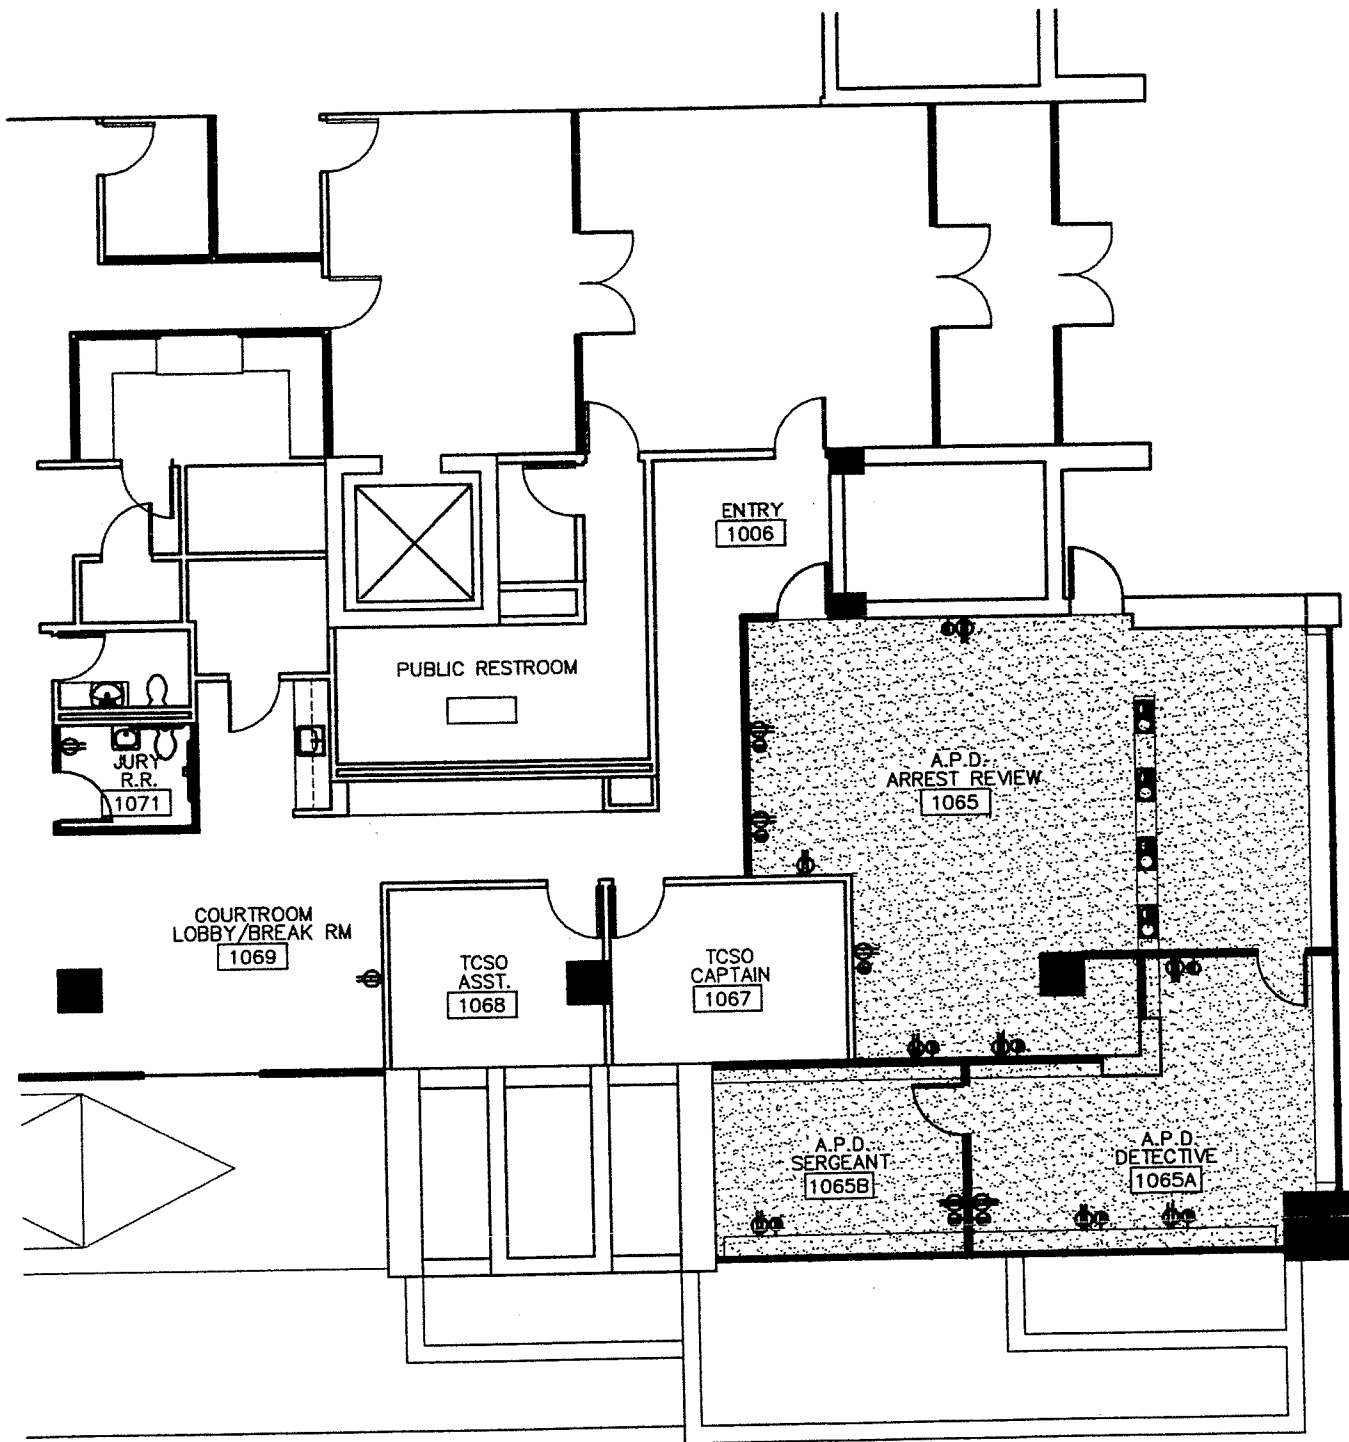 ENTRY
1006
PUBLIC RESTROOM
JURY
R.R.
1071
A.P.D.
ARREST REVIEW
1065
COURTROOM
LOBBY/BREAK RM
1069
TCSO
ASST.
1068
TCSO
CAPTAIN
1067
A.P.D.
SERGEANT
1065B
A.P.D.
DETECTIVE
1065A